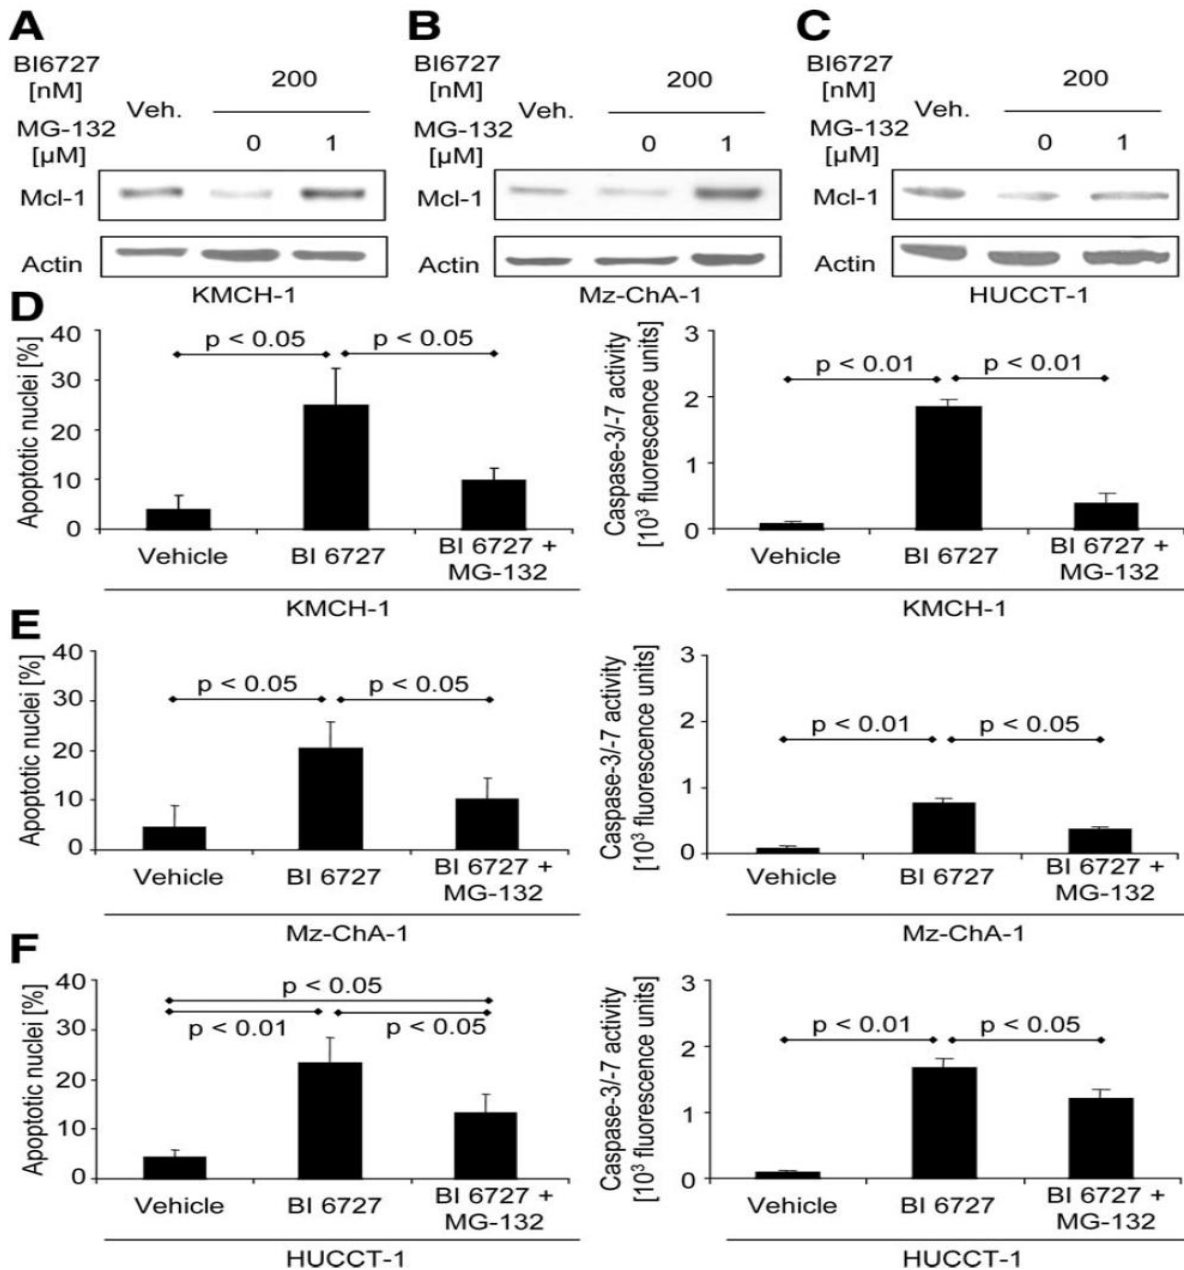 A
BI6727
[nM]
Veh.
200
MG-132
[µM]
0
1
Mcl-1
Actin
KMCH-1
B
BI6727
[nM]
Veh.
200
MG-132
[µM]
0
1
Mcl-1
Actin
Mz-ChA-1
C
BI6727
[nM]
Veh.
200
MG-132
[µM]
0
1
Mcl-1
Actin
HUCCT-1
D
Apoptotic nuclei [%]
40
30
20
10
0
p < 0.05
p < 0.05
Vehicle
BI 6727
BI 6727 +
MG-132
KMCH-1
Caspase-3/-7 activity
[10³ fluorescence units]
3
2
1
0
p < 0.01
p < 0.01
Vehicle
BI 6727
BI 6727 +
MG-132
KMCH-1
E
Apoptotic nuclei [%]
40
30
20
10
0
p < 0.05
p < 0.05
Vehicle
BI 6727
BI 6727 +
MG-132
Mz-ChA-1
Caspase-3/-7 activity
[10³ fluorescence units]
3
2
1
0
p < 0.01
p < 0.05
Vehicle
BI 6727
BI 6727 +
MG-132
Mz-ChA-1
F
Apoptotic nuclei [%]
40
30
20
10
0
p < 0.05
p < 0.01
p < 0.05
Vehicle
BI 6727
BI 6727 +
MG-132
HUCCT-1
Caspase-3/-7 activity
[10³ fluorescence units]
3
2
1
0
p < 0.01
p < 0.05
Vehicle
BI 6727
BI 6727 +
MG-132
HUCCT-1